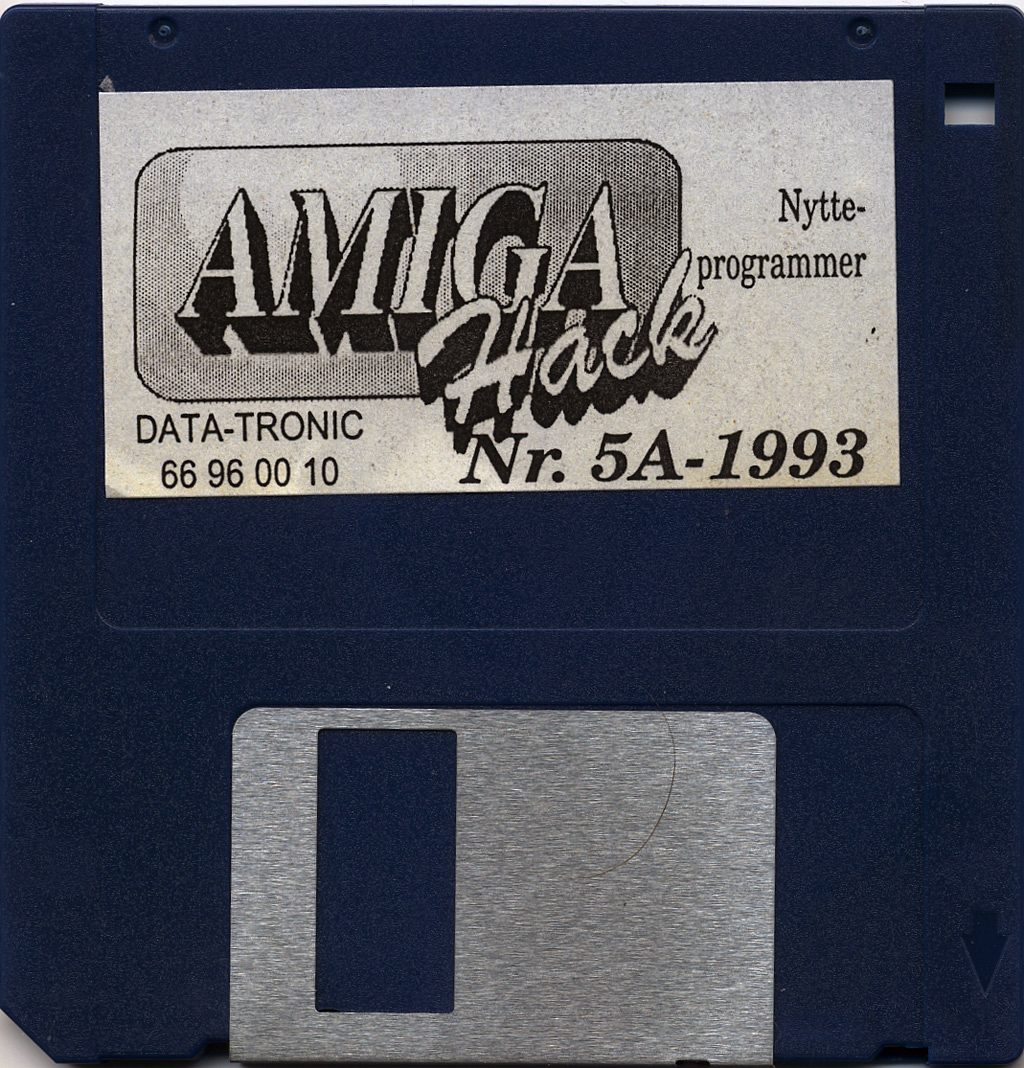 AMIGA
Hack
Nytte-
programmer
DATA-TRONIC
66 96 00 10
Nr. 5A-1993